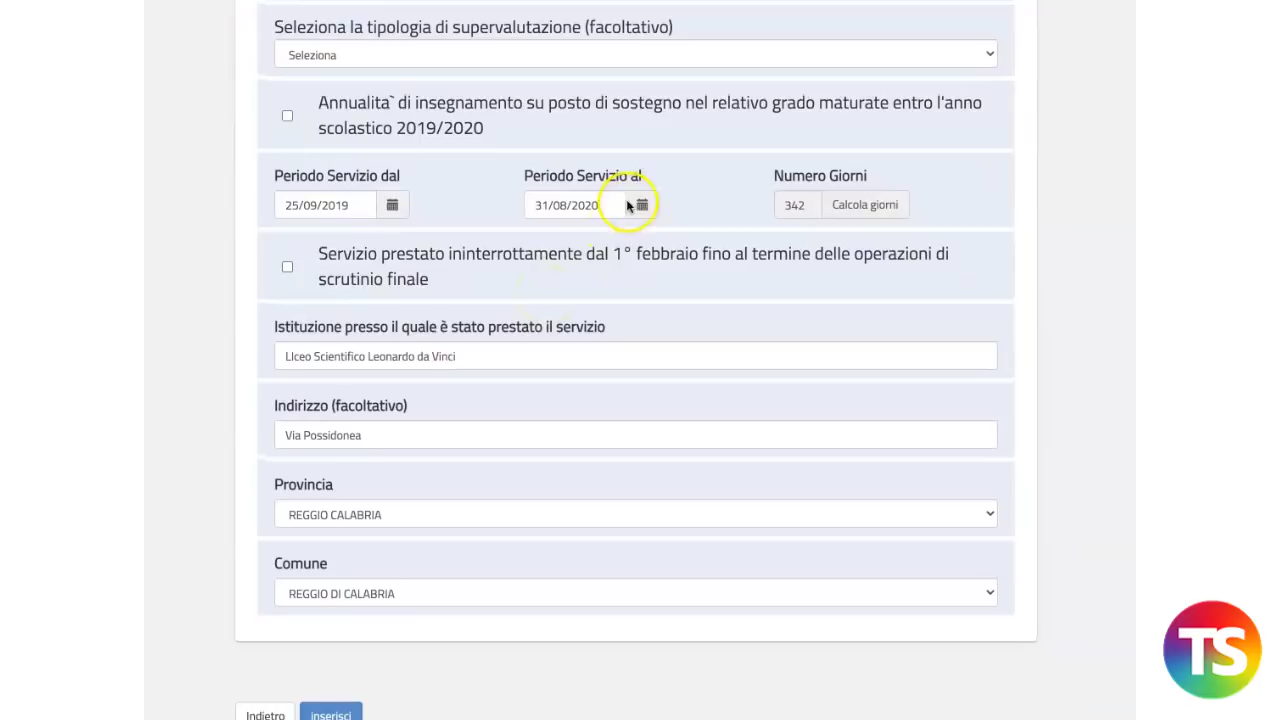 Seleziona la tipologia di supervalutazione (facoltativo)
Seleziona
Annualita` di insegnamento su posto di sostegno nel relativo grado maturate entro l'anno
scolastico 2019/2020
Periodo Servizio dal
Periodo Servizio al
Numero Giorni
25/09/2019
31/08/2020
342
Calcola giorni
Servizio prestato ininterrottamente dal 1° febbraio fino al termine delle operazioni di
scrutinio finale
Istituzione presso il quale è stato prestato il servizio
LIceo Scientifico Leonardo da Vinci
Indirizzo (facoltativo)
Via Possidonea
Provincia
REGGIO CALABRIA
Comune
REGGIO DI CALABRIA
TS
Indietro
inserisci